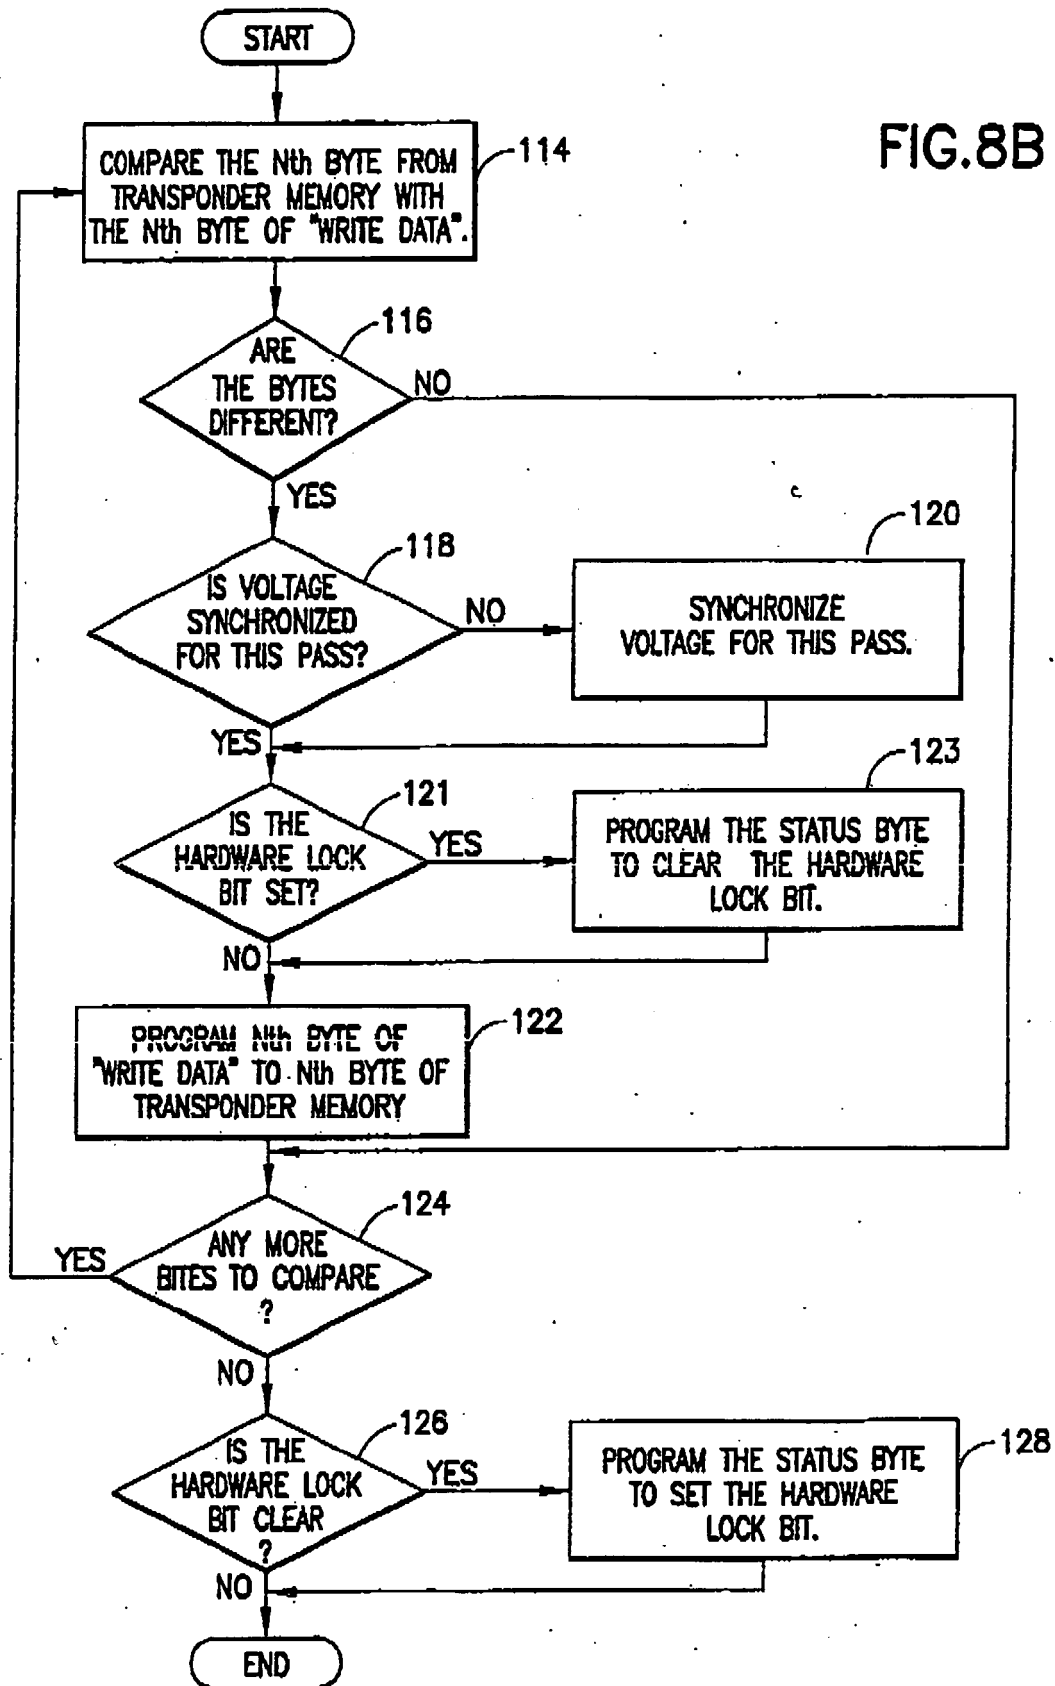 START
FIG.8B
COMPARE THE Nth BYTE FROM
TRANSPONDER MEMORY WITH
THE Nth BYTE OF "WRITE DATA".
114
ARE
THE BYTES
DIFFERENT?
116
NO
YES
IS VOLTAGE
SYNCHRONIZED
FOR THIS PASS?
118
NO
SYNCHRONIZE
VOLTAGE FOR THIS PASS.
120
YES
IS THE
HARDWARE LOCK
BIT SET?
121
YES
PROGRAM THE STATUS BYTE
TO CLEAR THE HARDWARE
LOCK BIT.
123
NO
PROGRAM Nth BYTE OF
"WRITE DATA" TO Nth BYTE OF
TRANSPONDER MEMORY
122
ANY MORE
BITES TO COMPARE
?
124
YES
NO
IS THE
HARDWARE LOCK
BIT CLEAR
?
126
YES
PROGRAM THE STATUS BYTE
TO SET THE HARDWARE
LOCK BIT.
128
NO
END